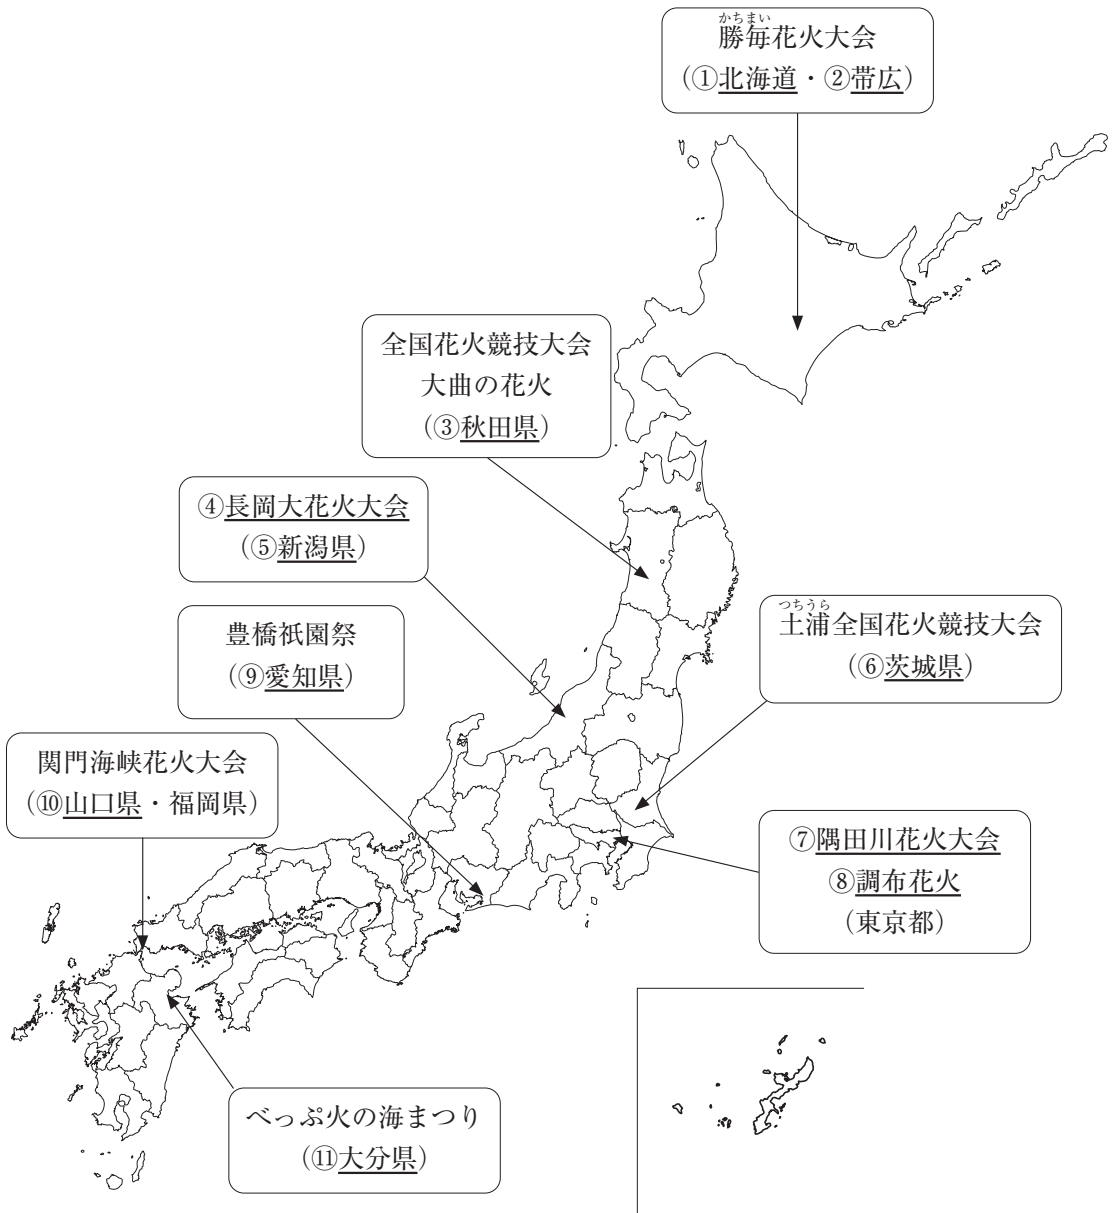 かちまい
勝毎花火大会
（①北海道・②帯広）
全国花火競技大会
大曲の花火
（③秋田県）
④長岡大花火大会
（⑤新潟県）
豊橋祇園祭
（⑨愛知県）
つちうら
土浦全国花火競技大会
（⑥茨城県）
関門海峡花火大会
（⑩山口県・福岡県）
⑦隅田川花火大会
⑧調布花火
（東京都）
べっぷ火の海まつり
（⑪大分県）